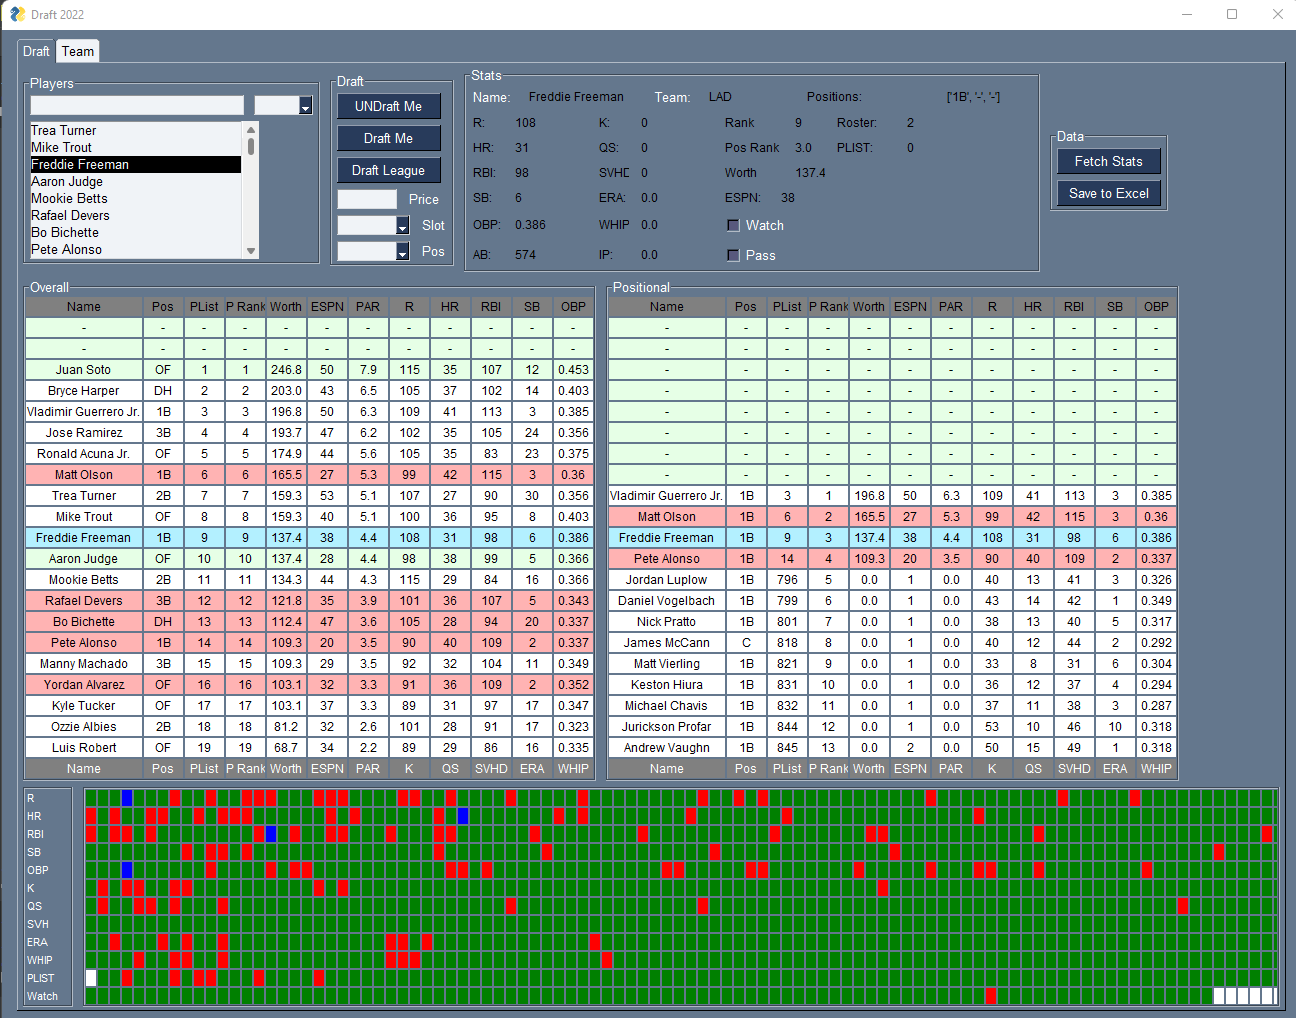 Draft 2022
Draft Team
Players
Trea Turner
Mike Trout
Freddie Freeman
Aaron Judge
Mookie Betts
Rafael Devers
Bo Bichette
Pete Alonso
Draft
UNDraft Me
Draft Me
Draft League
Price
Slot
Pos
Stats
Name: Freddie Freeman Team: LAD Positions: ['1B', '-', '-']
R: 108 K: 0 Rank 9 Roster: 2
HR: 31 QS: 0 Pos Rank 3.0 PLIST: 0
RBI: 98 SVHD 0 Worth 137.4
SB: 6 ERA: 0.0 ESPN: 38
OBP: 0.386 WHIP 0.0 Watch
AB: 574 IP: 0.0 Pass
Data
Fetch Stats
Save to Excel
Overall
Name Pos PList P Rank Worth ESPN PAR R HR RBI SB OBP
- - - - - - - - - - - -
- - - - - - - - - - - -
Juan Soto OF 1 1 246.8 50 7.9 115 35 107 12 0.453
Bryce Harper DH 2 2 203.0 43 6.5 105 37 102 14 0.403
Vladimir Guerrero Jr. 1B 3 3 196.8 50 6.3 109 41 113 3 0.385
Jose Ramirez 3B 4 4 193.7 47 6.2 102 35 105 24 0.356
Ronald Acuna Jr. OF 5 5 174.9 44 5.6 105 35 83 23 0.375
Matt Olson 1B 6 6 165.5 27 5.3 99 42 115 3 0.36
Trea Turner 2B 7 7 159.3 53 5.1 107 27 90 30 0.356
Mike Trout OF 8 8 159.3 40 5.1 100 36 95 8 0.403
Freddie Freeman 1B 9 9 137.4 38 4.4 108 31 98 6 0.386
Aaron Judge OF 10 10 137.4 28 4.4 98 38 99 5 0.366
Mookie Betts 2B 11 11 134.3 44 4.3 115 29 84 16 0.366
Rafael Devers 3B 12 12 121.8 35 3.9 101 36 107 5 0.343
Bo Bichette DH 13 13 112.4 47 3.6 105 28 94 20 0.337
Pete Alonso 1B 14 14 109.3 20 3.5 90 40 109 2 0.337
Manny Machado 3B 15 15 109.3 29 3.5 92 32 104 11 0.349
Yordan Alvarez OF 16 16 103.1 32 3.3 91 36 109 2 0.352
Kyle Tucker OF 17 17 103.1 37 3.3 89 31 97 17 0.347
Ozzie Albies 2B 18 18 81.2 32 2.6 101 28 91 17 0.323
Luis Robert OF 19 19 68.7 34 2.2 89 29 86 16 0.335
Name Pos PList P Rank Worth ESPN PAR K QS SVHD ERA WHIP
Positional
Name Pos PList P Rank Worth ESPN PAR R HR RBI SB OBP
- - - - - - - - - - - -
- - - - - - - - - - - -
- - - - - - - - - - - -
- - - - - - - - - - - -
- - - - - - - - - - - -
- - - - - - - - - - - -
- - - - - - - - - - - -
- - - - - - - - - - - -
Vladimir Guerrero Jr. 1B 3 1 196.8 50 6.3 109 41 113 3 0.385
Matt Olson 1B 6 2 165.5 27 5.3 99 42 115 3 0.36
Freddie Freeman 1B 9 3 137.4 38 4.4 108 31 98 6 0.386
Pete Alonso 1B 14 4 109.3 20 3.5 90 40 109 2 0.337
Jordan Luplow 1B 796 5 0.0 1 0.0 40 13 41 3 0.326
Daniel Vogelbach 1B 799 6 0.0 1 0.0 43 14 42 1 0.349
Nick Pratto 1B 801 7 0.0 1 0.0 38 13 40 5 0.317
James McCann C 818 8 0.0 1 0.0 40 12 44 2 0.292
Matt Vierling 1B 821 9 0.0 1 0.0 33 8 31 6 0.304
Keston Hiura 1B 831 10 0.0 1 0.0 36 12 37 4 0.294
Michael Chavis 1B 832 11 0.0 1 0.0 37 11 38 3 0.287
Jurickson Profar 1B 844 12 0.0 1 0.0 53 10 46 10 0.318
Andrew Vaughn 1B 845 13 0.0 2 0.0 50 15 49 1 0.318
Name Pos PList P Rank Worth ESPN PAR K QS SVHD ERA WHIP
R
HR
RBI
SB
OBP
K
QS
SVH
ERA
WHIP
PLIST
Watch